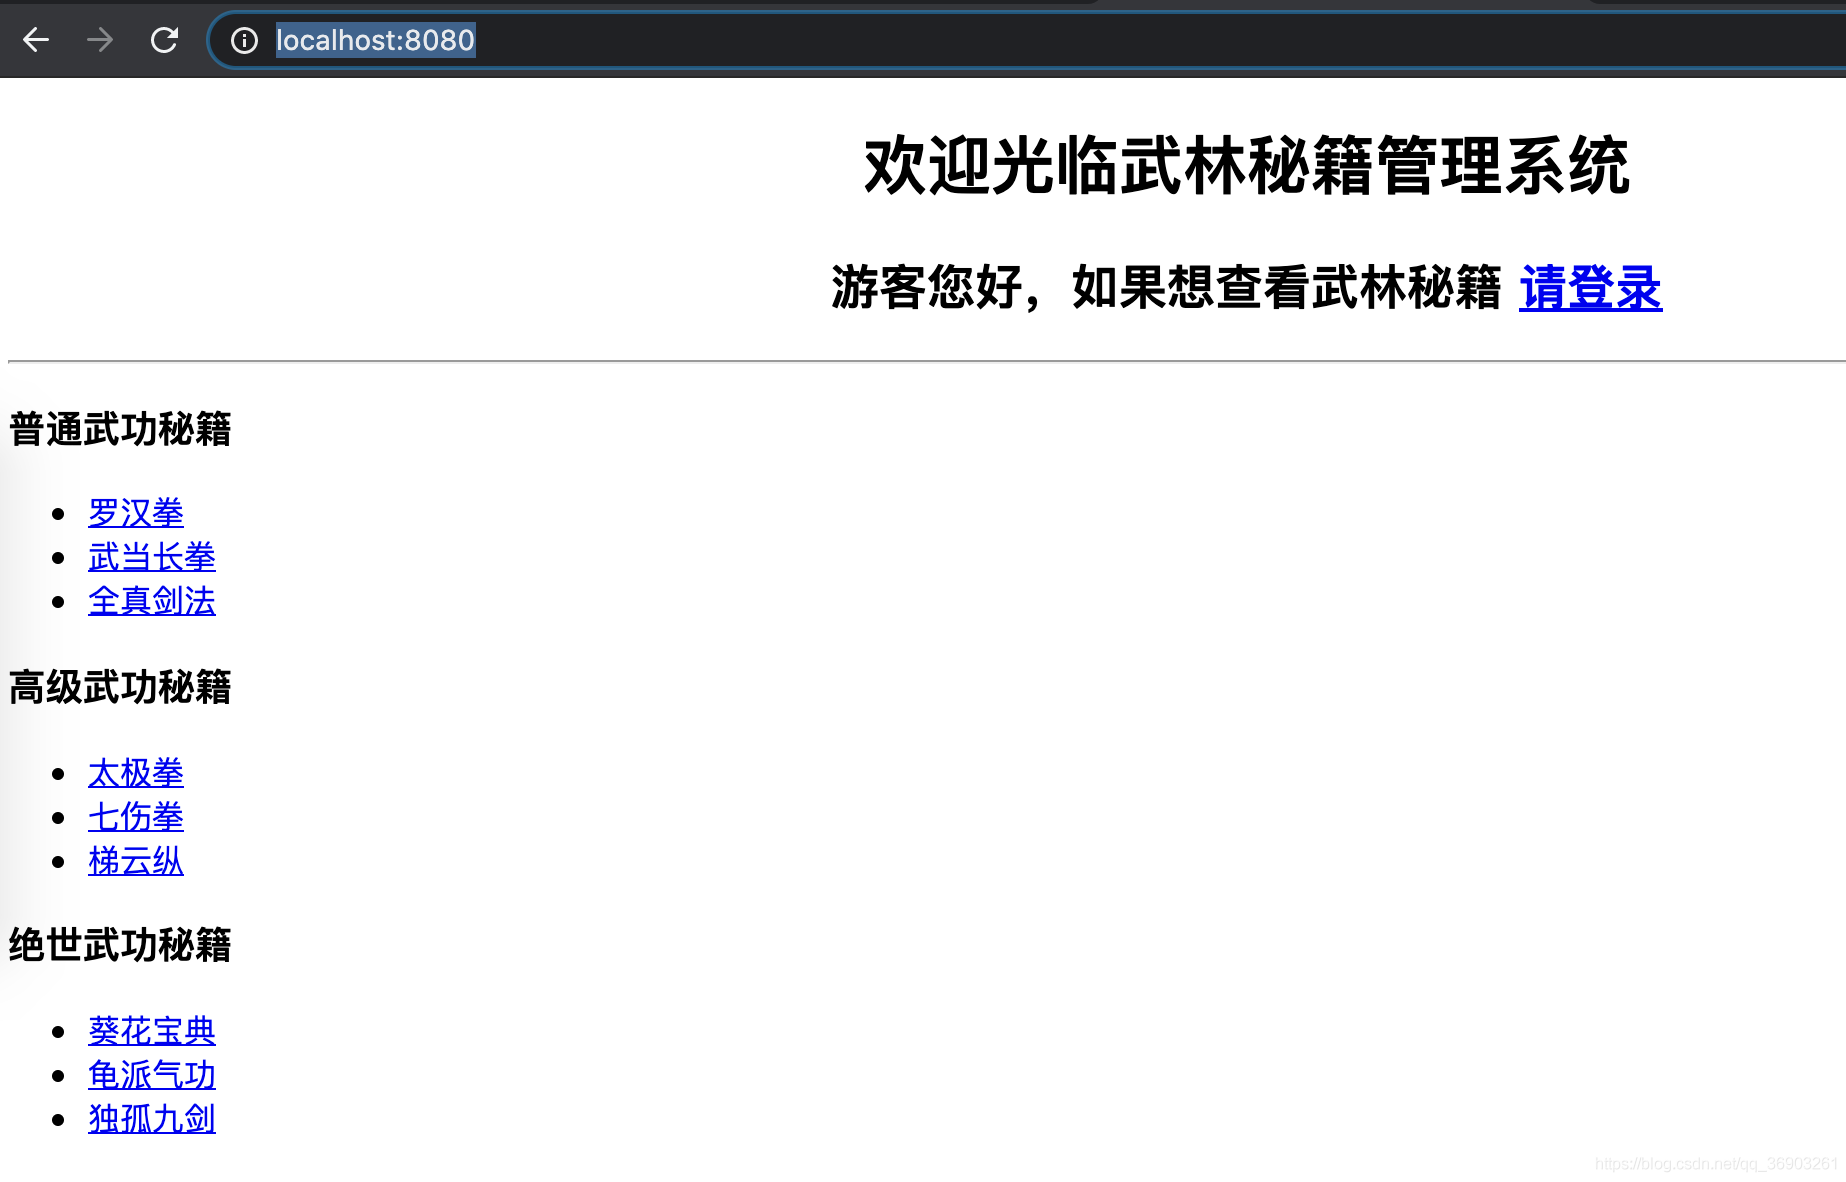 localhost:8080
欢迎光临武林秘籍管理系统
游客您好，如果想查看武林秘籍 请登录
普通武功秘籍
罗汉拳
武当长拳
全真剑法
高级武功秘籍
太极拳
七伤拳
梯云纵
绝世武功秘籍
葵花宝典
龟派气功
独孤九剑
https://blog.csdn.net/qq_36903261